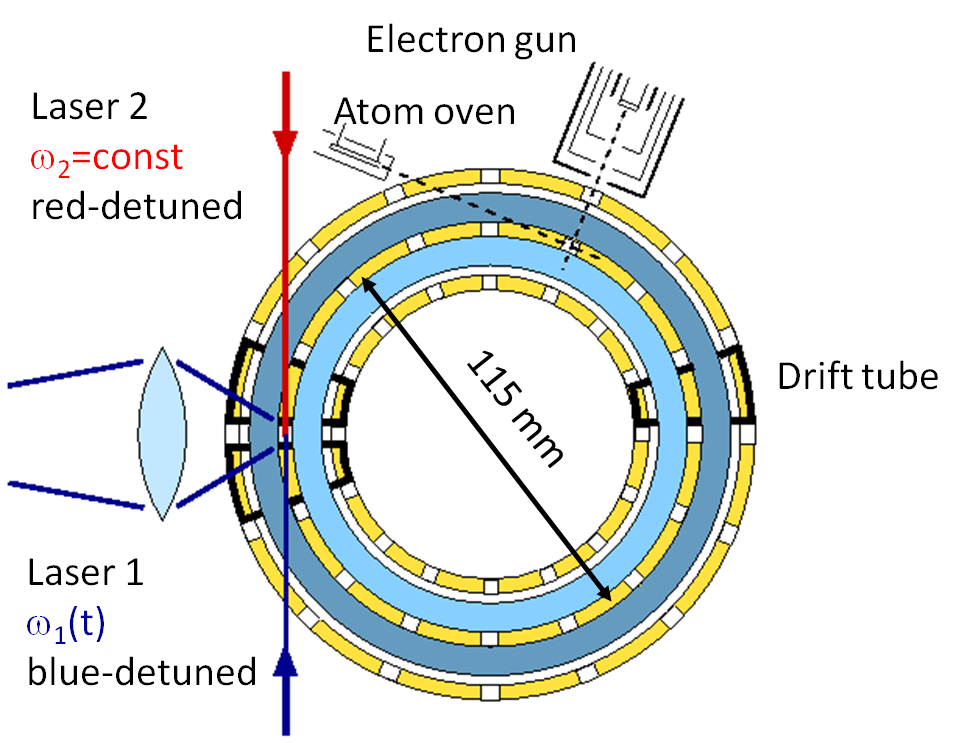 Electron gun
Laser 2
ω2=const
red-detuned
Atom oven
115 mm
Drift tube
Laser 1
ω1(t)
blue-detuned